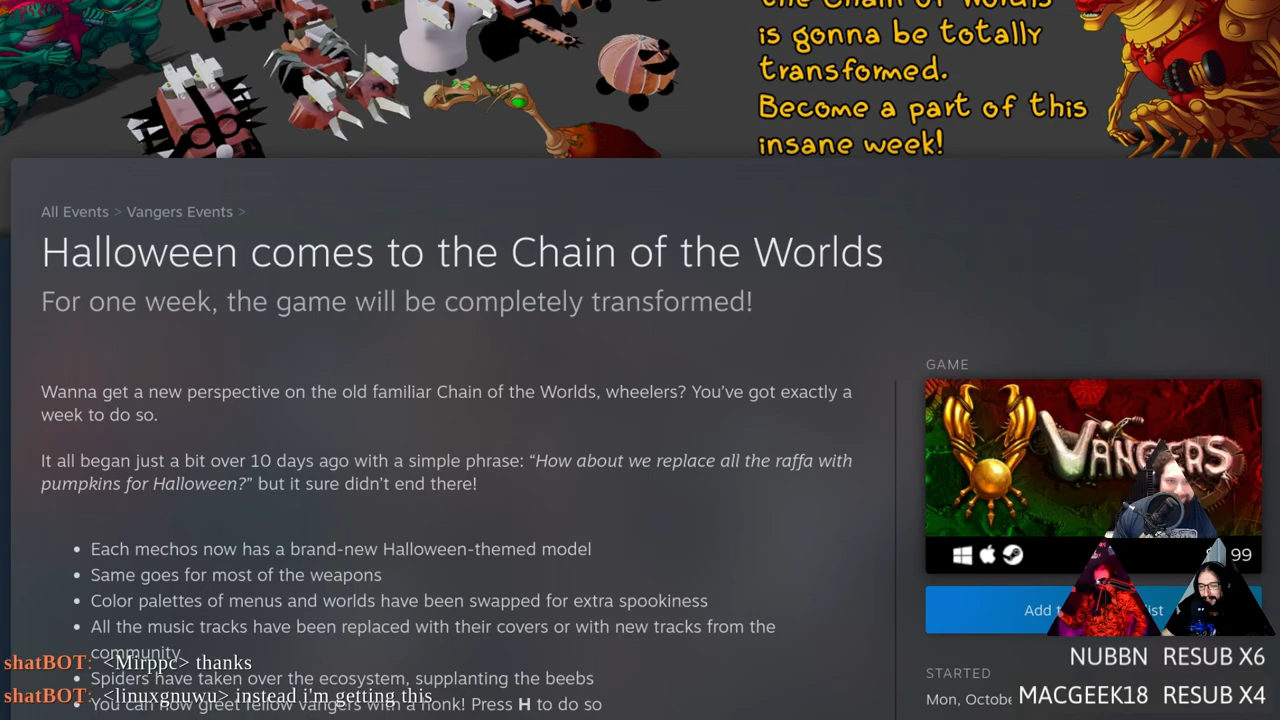 the Chain of Worlds
is gonna be totally
transformed.
Become a part of this
insane week!
All Events > Vangers Events >
Halloween comes to the Chain of the Worlds
For one week, the game will be completely transformed!
Wanna get a new perspective on the old familiar Chain of the Worlds, wheelers? You've got exactly a
week to do so.
It all began just a bit over 10 days ago with a simple phrase: “How about we replace all the raffa with
pumpkins for Halloween?” but it sure didn't end there!
• Each mechos now has a brand-new Halloween-themed model
• Same goes for most of the weapons
• Color palettes of menus and worlds have been swapped for extra spookiness
• All the music tracks have been replaced with their covers or with new tracks from the
community
• Spiders have taken over the ecosystem, supplanting the beebs
• You can now greet fellow vangers with a honk! Press H to do so
GAME
VANGERS
99
Add
list
STARTED
Mon, Octobe
shatBOT: <Mirppc> thanks
shatBOT: <linuxgnuwu> instead i'm getting this
NUBBN RESUB X6
MACGEEK18 RESUB X4